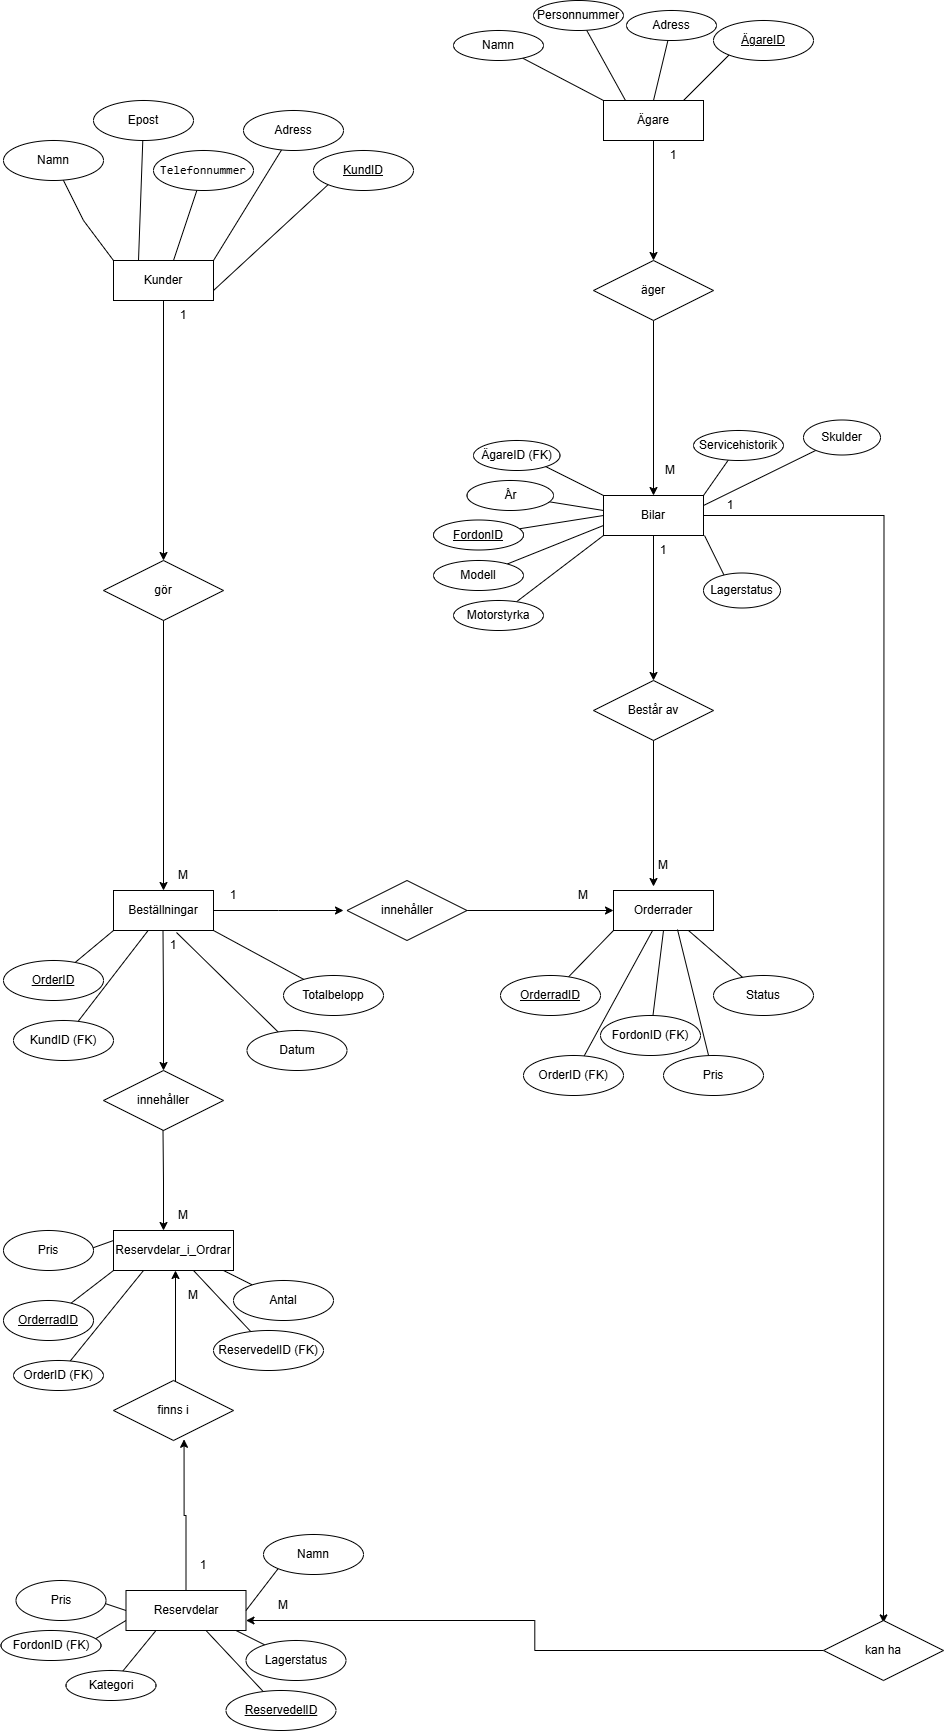 Personnummer
Namn
Adress
ÄgareID
Ägare
1
Epost
Adress
Namn
Telefonnummer
KundID
Kunder
1
äger
M
ÄgareID (FK)
Servicehistorik
Skulder
År
1
Bilar
FordonID
1
Modell
Lagerstatus
Motorstyrka
gör
Består av
M
M
1
M
Beställningar
innehåller
Orderrader
1
OrderID
Totalbelopp
OrderradID
Status
KundID (FK)
Datum
FordonID (FK)
OrderID (FK)
Pris
innehåller
M
Pris
Reservdelar_i_Ordrar
M
Antal
OrderradID
ReservedelID (FK)
OrderID (FK)
finns i
1
Namn
Pris
M
Reservdelar
FordonID (FK)
kan ha
Lagerstatus
Kategori
ReservedelID